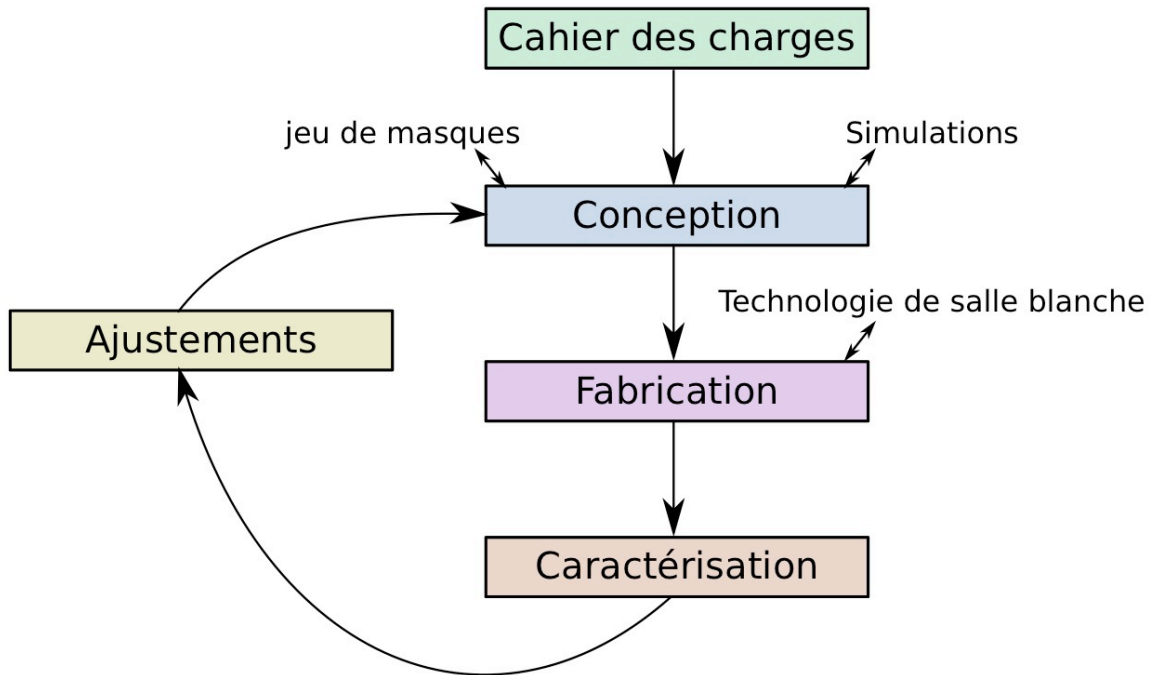 Cahier des charges
jeu de masques
Simulations
Conception
Technologie de salle blanche
Ajustements
Fabrication
Caractérisation